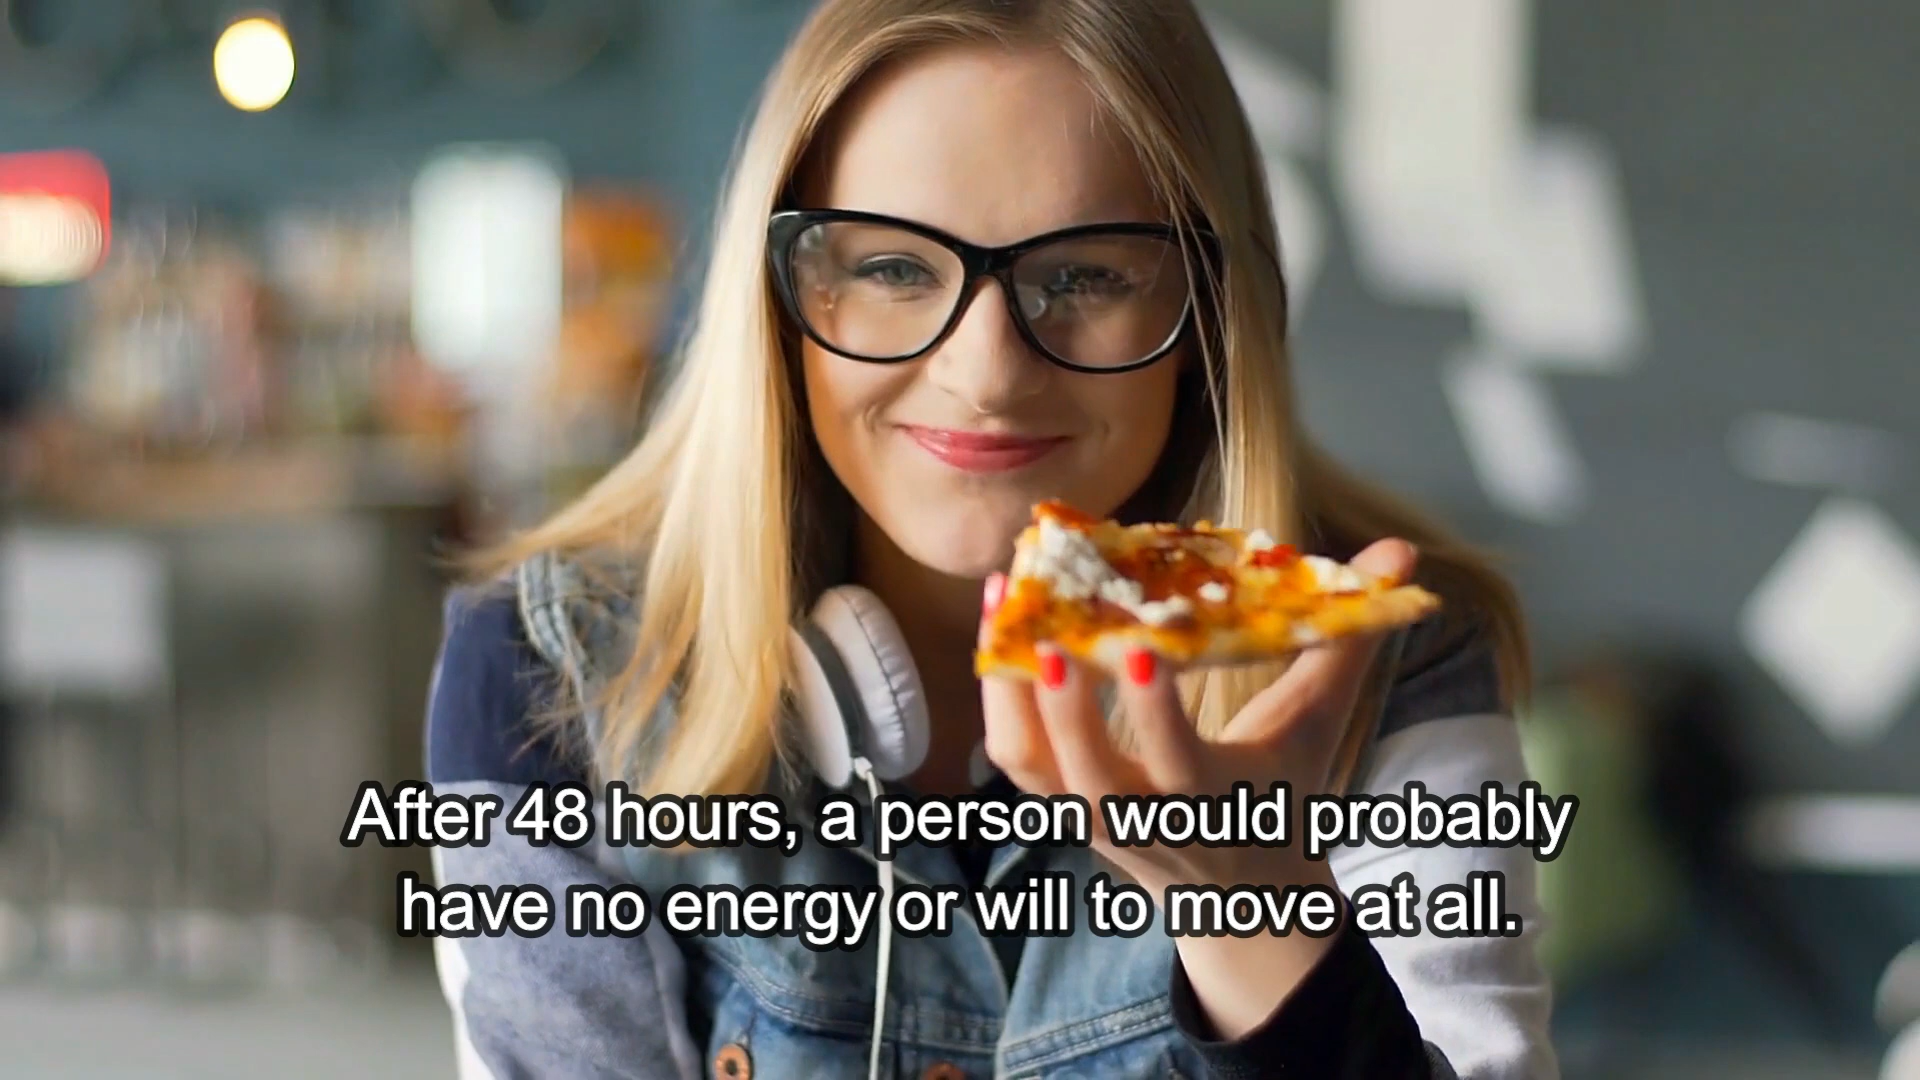 After 48 hours, a person would probably
have no energy or will to move at all.